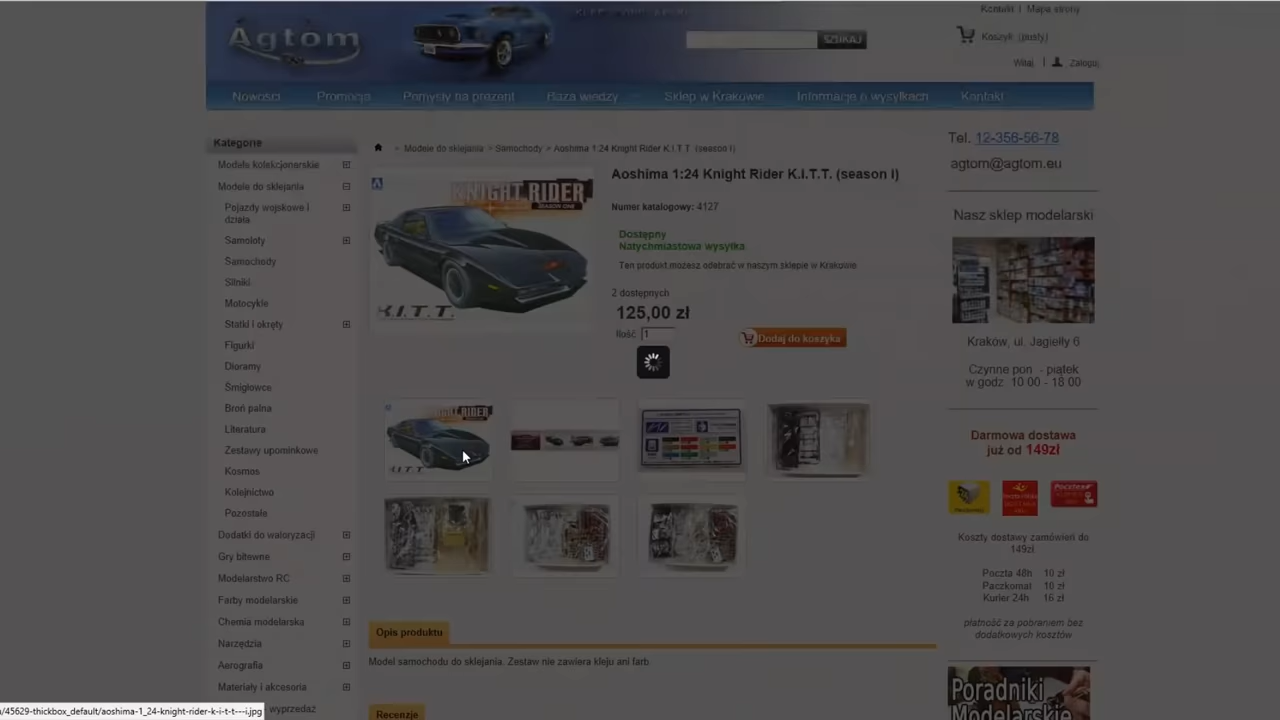 Agtom
SZUKAJ
Kontakt | Mapa strony
Koszyk (pusty)
Witaj | Zaloguj
Nowości
Promocja
Pomysły na prezent
Baza wiedzy
Sklep w Krakowie
Informacje o wysyłkach
Kontakt
Kategorie
Modele kolekcjonerskie
Modele do sklejania
Pojazdy wojskowe i
działa
Samoloty
Samochody
Silniki
Motocykle
Statki i okręty
Figurki
Dioramy
Śmigłowce
Broń palna
Literatura
Zestawy upominkowe
Kosmos
Kolejnictwo
Pozostałe
Dodatki do waloryzacji
Gry bitewne
Modelarstwo RC
Farby modelarskie
Chemia modelarska
Narzędzia
Aerografia
Materiały i akcesoria
wyprzedaż
> Modele do sklejania > Samochody > Aoshima 1:24 Knight Rider K.I.T.T. (season I)
KNIGHT RIDER
SEASON ONE
K.I.T.T.
Aoshima 1:24 Knight Rider K.I.T.T. (season i)
Numer katalogowy: 4127
Dostępny
Natychmiastowa wysyłka
Ten produkt możesz odebrać w naszym sklepie w Krakowie
2 dostępnych
125,00 zł
Ilość 1
Dodaj do koszyka
KNIGHT RIDER
K.I.T.T.
Opis produktu
Model samochodu do sklejania. Zestaw nie zawiera kleju ani farb.
Recenzje
Tel. 12-356-56-78
agtom@agtom.eu
Nasz sklep modelarski
Kraków, ul. Jagiełły 6
Czynne pon. - piątek
w godz. 10 00 - 18 00
Darmowa dostawa
już od 149zł
Koszty dostawy zamówień do
149zł
Poczta 48h 10 zł
Paczkomat 10 zł
Kurier 24h 16 zł
płatność za pobraniem bez
dodatkowych kosztów
Poradniki
Modelarskie
/45629-thickbox_default/aoshima-1_24-knight-rider-k-i-t-t---i.jpg